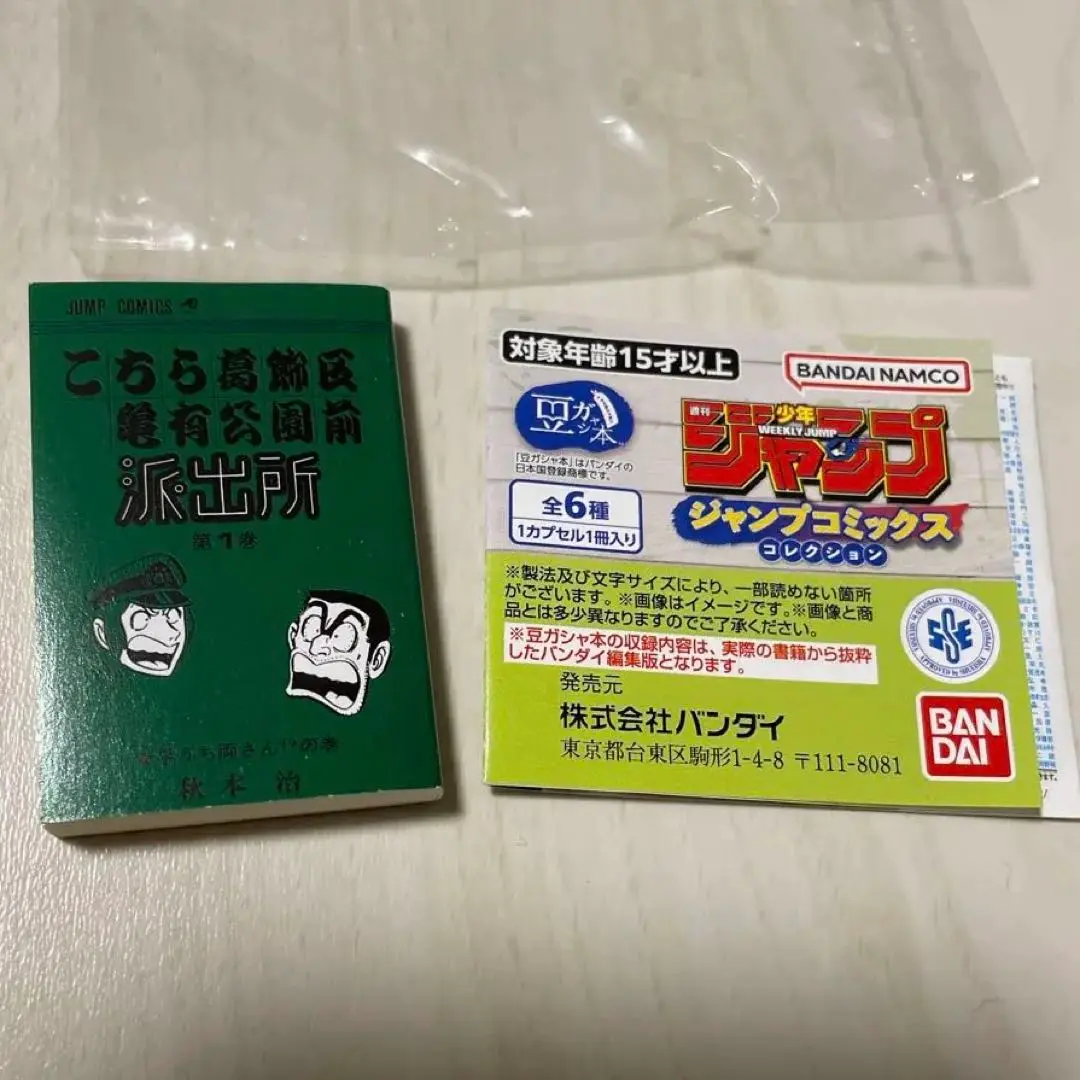 JUMP COMICS
こちら葛飾区
亀有公園前
派出所
第1巻
両さん
の巻
秋本 治
対象年齢15才以上
BANDAI NAMCO
豆ガシャ本
「豆ガシャ本」はバンダイの
日本国登録商標です。
週刊
少年
WEEKLY JUMP
ジャンプ
ジャンプコミックス
コレクション
全6種
1カプセル1冊入り
※製法及び文字サイズにより、一部読めない箇所
がございます。※画像はイメージです。※画像と商
品とは多少異なりますのでご了承ください。
※豆ガシャ本の収録内容は、実際の書籍から抜粋
したバンダイ編集版となります。
発売元
株式会社バンダイ
東京都台東区駒形1-4-8 〒111-8081
BAN
DAI